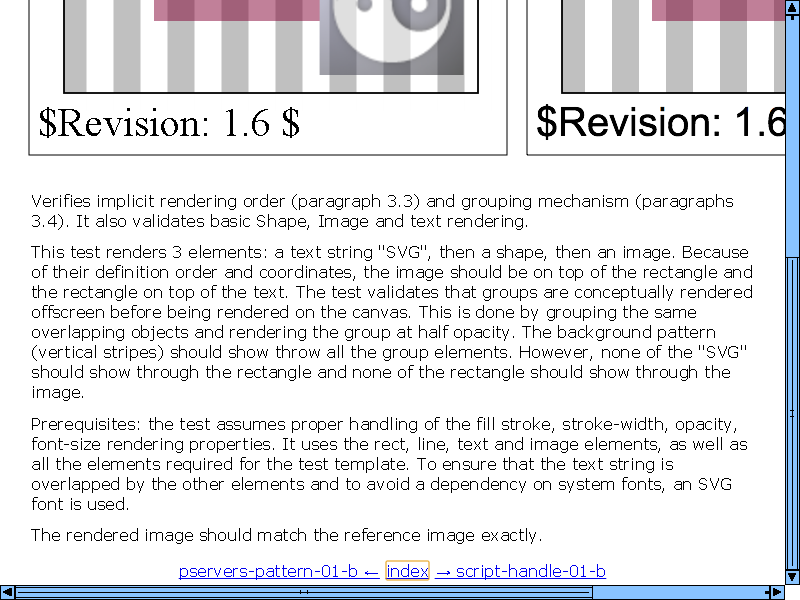 $Revision: 1.6 $
$Revision: 1.6
Verifies implicit rendering order (paragraph 3.3) and grouping mechanism (paragraphs
3.4). It also validates basic Shape, Image and text rendering.
This test renders 3 elements: a text string "SVG", then a shape, then an image. Because
of their definition order and coordinates, the image should be on top of the rectangle and
the rectangle on top of the text. The test validates that groups are conceptually rendered
offscreen before being rendered on the canvas. This is done by grouping the same
overlapping objects and rendering the group at half opacity. The background pattern
(vertical stripes) should show throw all the group elements. However, none of the "SVG"
should show through the rectangle and none of the rectangle should show through the
image.
Prerequisites: the test assumes proper handling of the fill stroke, stroke-width, opacity,
font-size rendering properties. It uses the rect, line, text and image elements, as well as
all the elements required for the test template. To ensure that the text string is
overlapped by the other elements and to avoid a dependency on system fonts, an SVG
font is used.
The rendered image should match the reference image exactly.
pservers-pattern-01-b ← index → script-handle-01-b